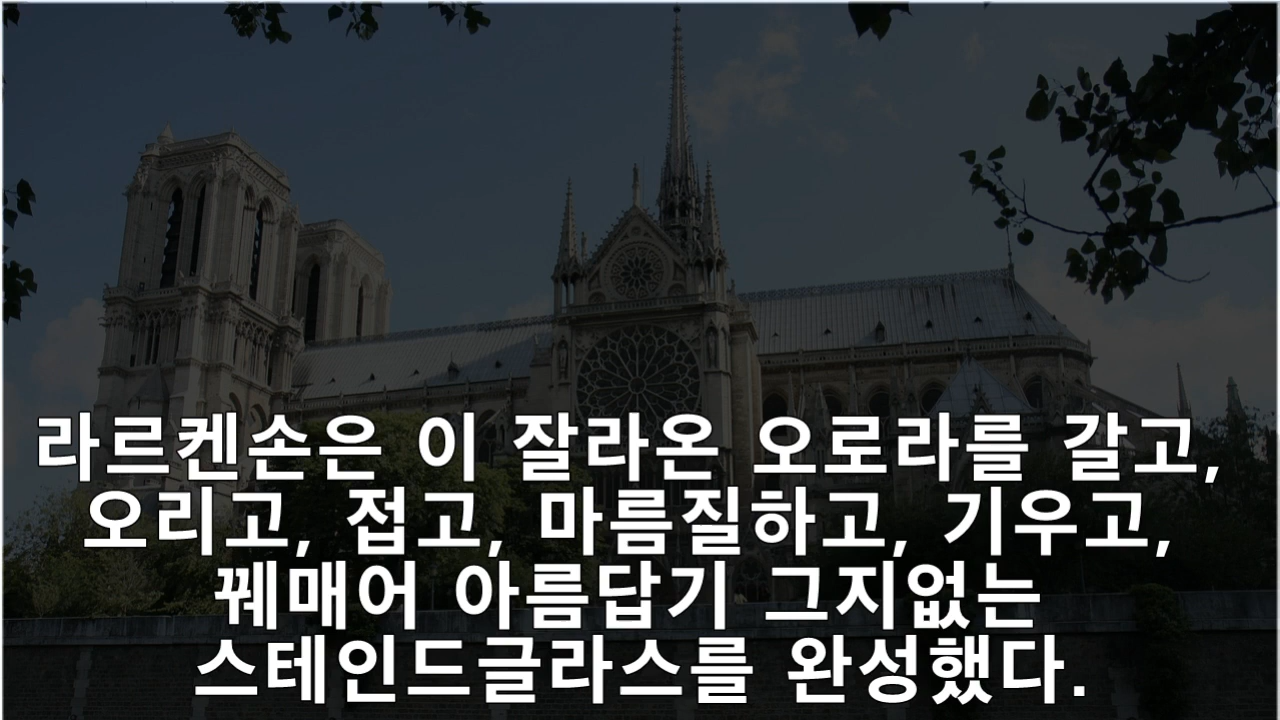 라르켄손은 이 잘라온 오로라를 갈고,
오리고, 접고, 마름질하고, 기우고,
꿰매어 아름답기 그지없는
스테인드글라스를 완성했다.